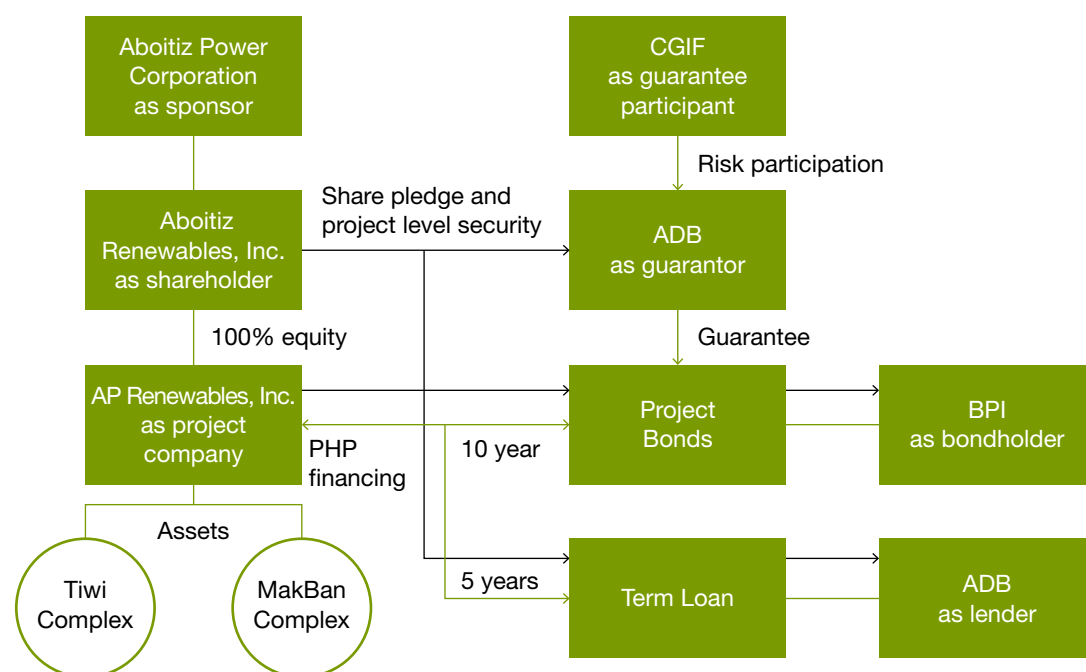 Aboitiz Power
Corporation
as sponsor
CGIF
as guarantee
participant
Risk participation
Share pledge and
project level security
Aboitiz
Renewables, Inc.
as shareholder
ADB
as guarantor
100% equity
Guarantee
AP Renewables, Inc.
as project
company
PHP
financing
10 year
Project
Bonds
BPI
as bondholder
Assets
Tiwi
Complex
MakBan
Complex
5 years
Term Loan
ADB
as lender